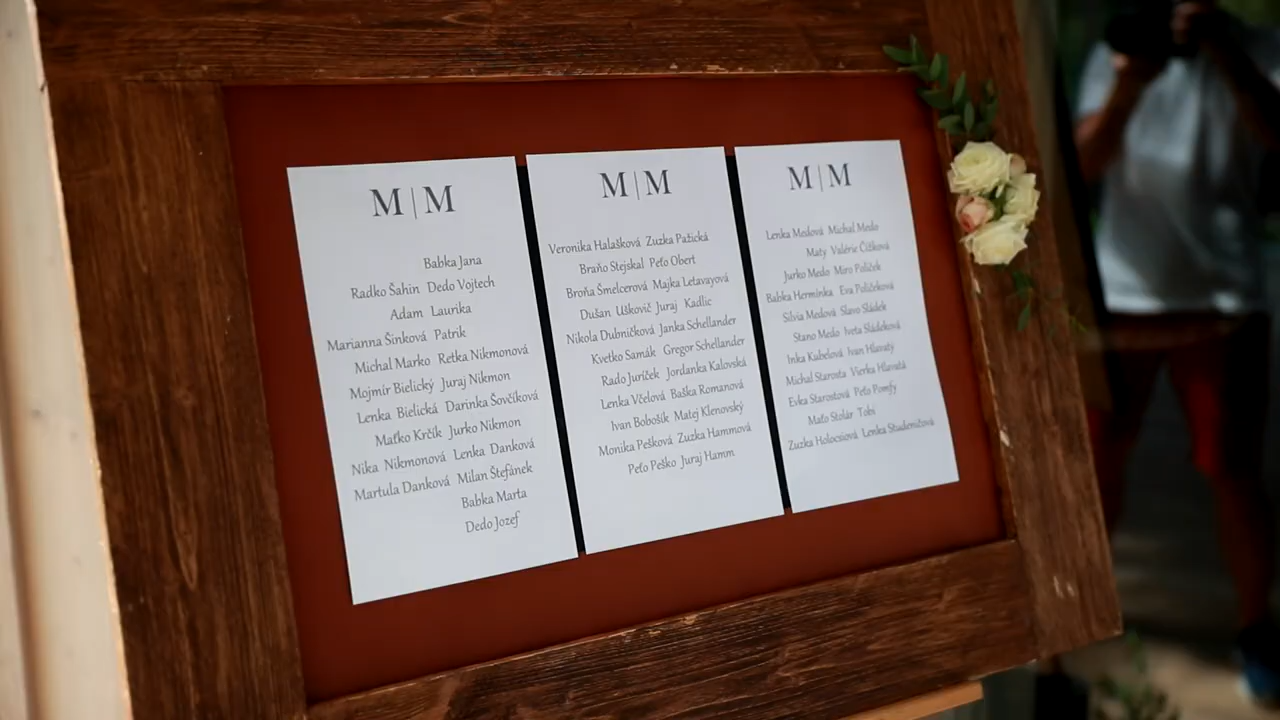 M|M
Babka Jana
Radko Šahin Dedo Vojtech
Adam Laurika
Marianna Šinková Patrik
Michal Marko Retka Nikmonová
Mojmír Bielický Juraj Nikmon
Lenka Bielická Darinka Šovčíková
Maťko Krčik Jurko Nikmon
Nika Nikmonová Lenka Danková
Martula Danková Milan Štefánek
Babka Marta
Dedo Jozef
M|M
Veronika Halašková Zuzka Pažická
Braňo Stejskal Peťo Obert
Broňa Šmelcerová Majka Letavayová
Dušan Uškovič Juraj Kadlic
Nikola Dubničková Janka Schellander
Kvetko Samák Gregor Schellander
Rado Juríček Jordanka Kalovská
Lenka Včelová Baška Romanová
Ivan Bobošík Matej Klenovský
Monika Pešková Zuzka Hammová
Peťo Peško Juraj Hamm
M|M
Lenka Medová Michal Medo
Maty Valérie Čížková
Jurko Medo Miro Poliček
Babka Hermínka Eva Poličeková
Silvia Medová Slavo Sládek
Stano Medo Iveta Sládeková
Inka Kubelová Ivan Hlavatý
Michal Starosta Vierka Hlavatá
Evka Starostová Peťo Pomfy
Maťo Stolár Tobi
Zuzka Holocsiová Lenka Studeničová